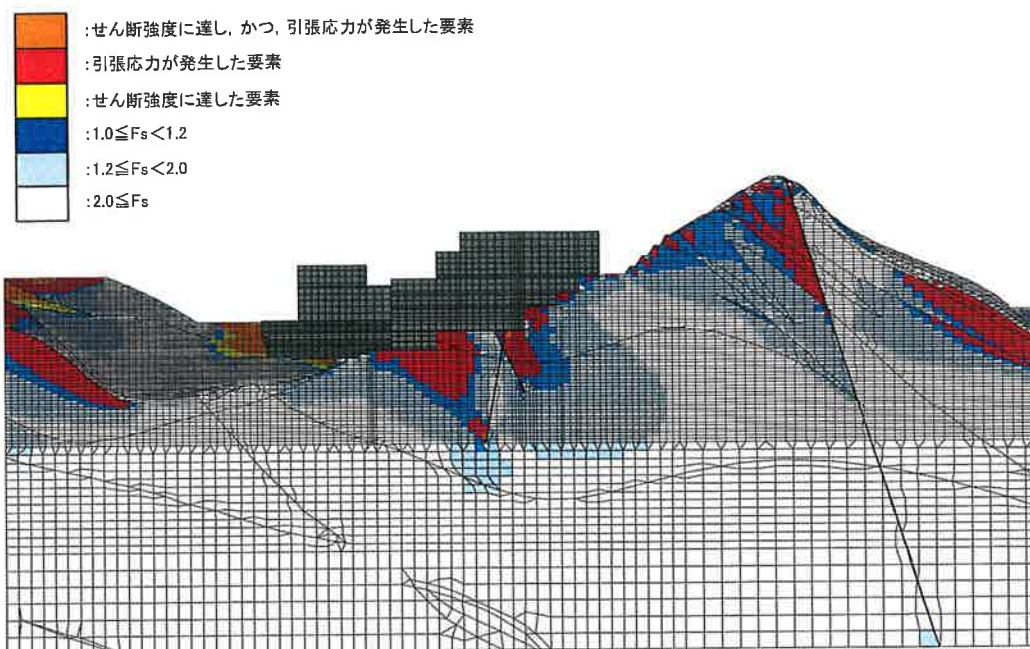 :せん断強度に達し, かつ, 引張応力が発生した要素
:引張応力が発生した要素
:せん断強度に達した要素
:1.0≦Fs<1.2
:1.2≦Fs<2.0
:2.0≦Fs